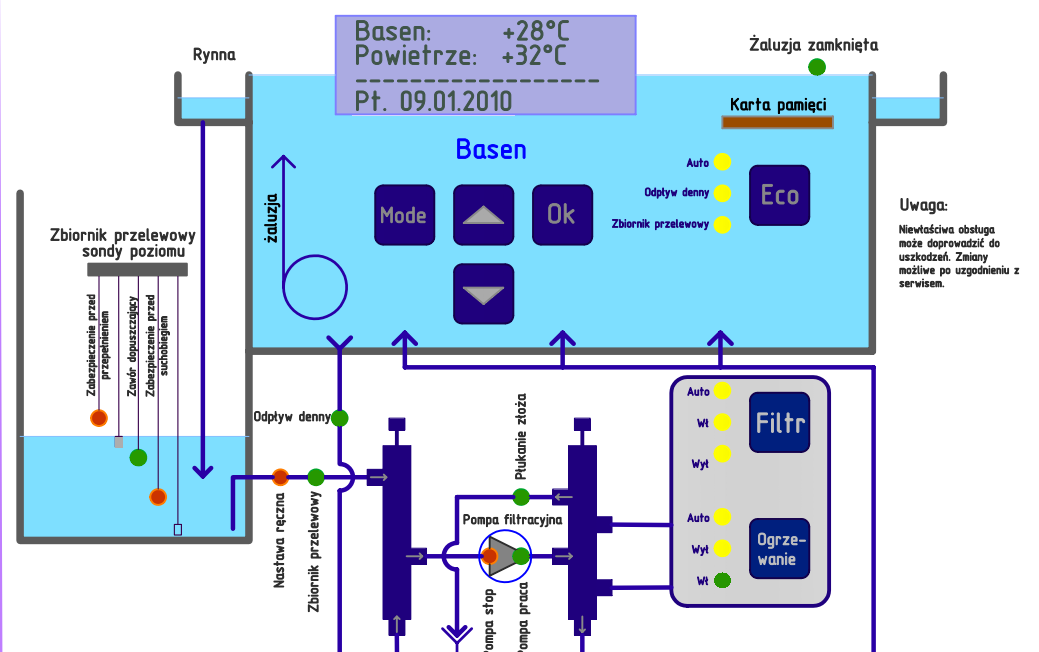 Basen: +28°C
Powietrze: +32°C
--------------------
Pt. 09.01.2010
Rynna
Żaluzja zamknięta
Karta pamięci
Basen
żaluzja
Mode
Ok
Auto
Odpływ denny
Zbiornik przelewowy
Eco
Uwaga:
Niewłaściwa obsługa
może doprowadzić do
uszkodzeń. Zmiany
możliwe po uzgodnieniu z
serwisem.
Zbiornik przelewowy
sondy poziomu
Zabezpieczenie przed
przepełnieniem
Zawór dopuszczający
Zabezpieczenie przed
suchobiegiem
Odpływ denny
Nastawa ręczna
Zbiornik przelewowy
Płukanie złoża
Pompa filtracyjna
Pompa stop
Pompa praca
Auto
Wł
Wył
Filtr
Auto
Wył
Wł
Ogrze-
wanie